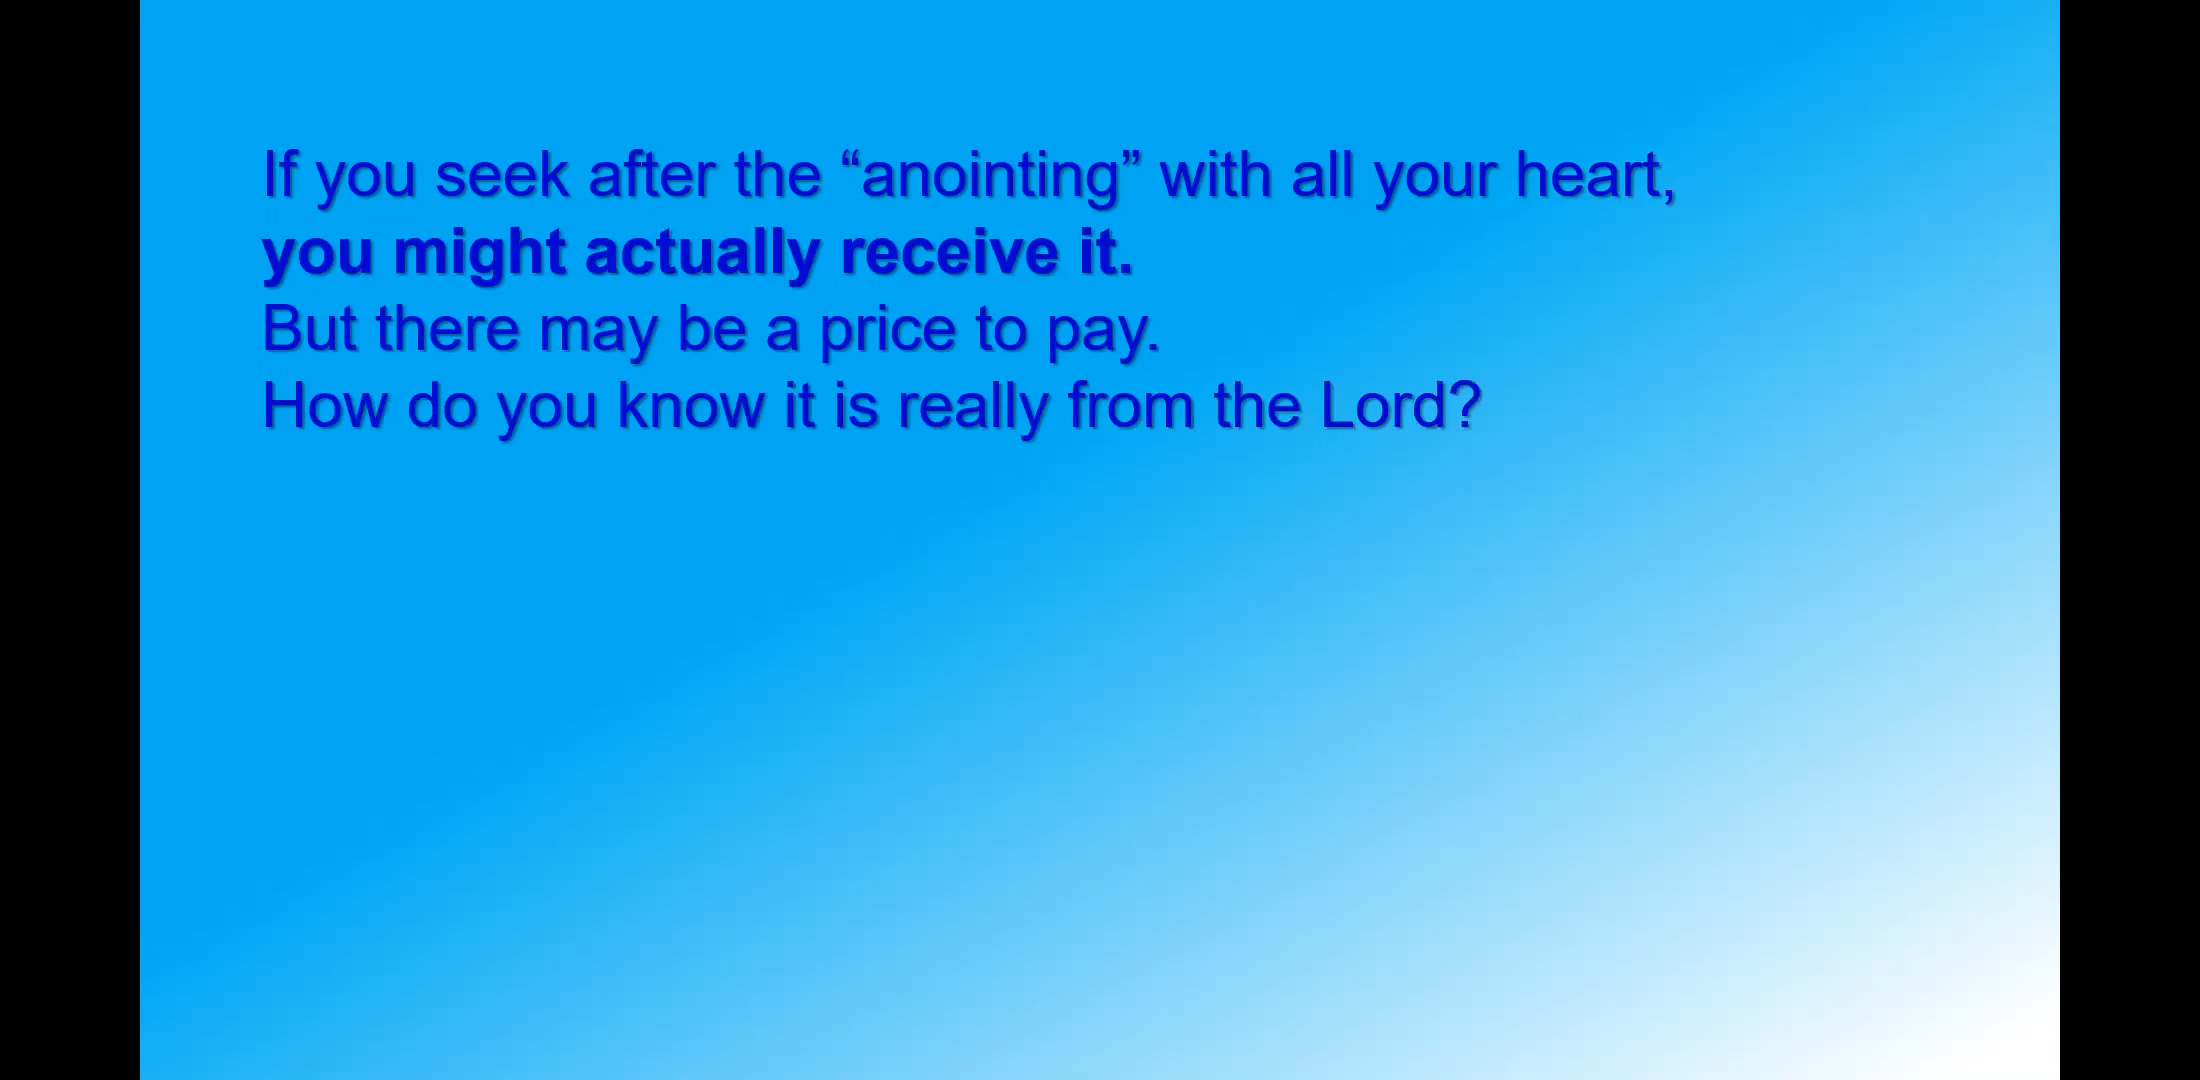 If you seek after the “anointing” with all your heart,
you might actually receive it.
But there may be a price to pay.
How do you know it is really from the Lord?